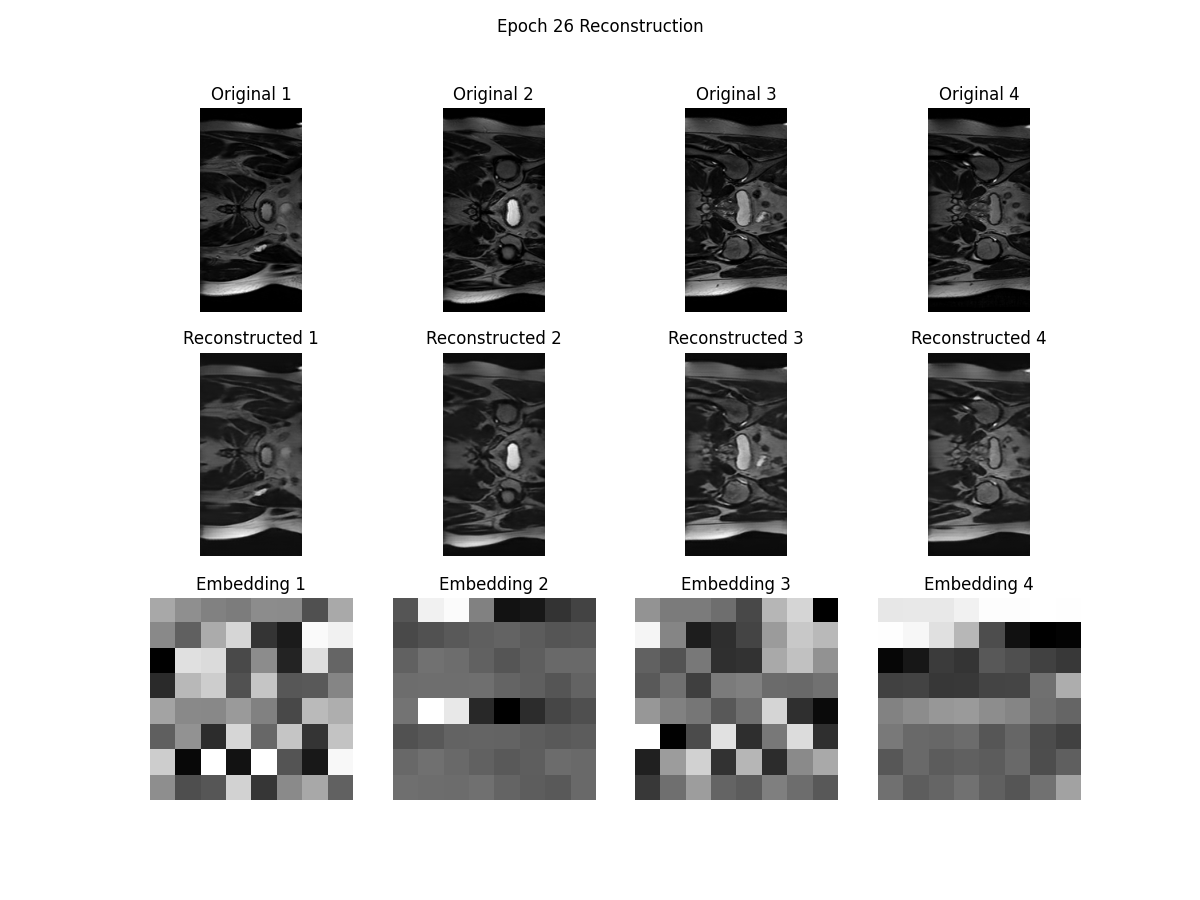 Epoch 26 Reconstruction
Original 1
Original 2
Original 3
Original 4
Reconstructed 1
Reconstructed 2
Reconstructed 3
Reconstructed 4
Embedding 1
Embedding 2
Embedding 3
Embedding 4